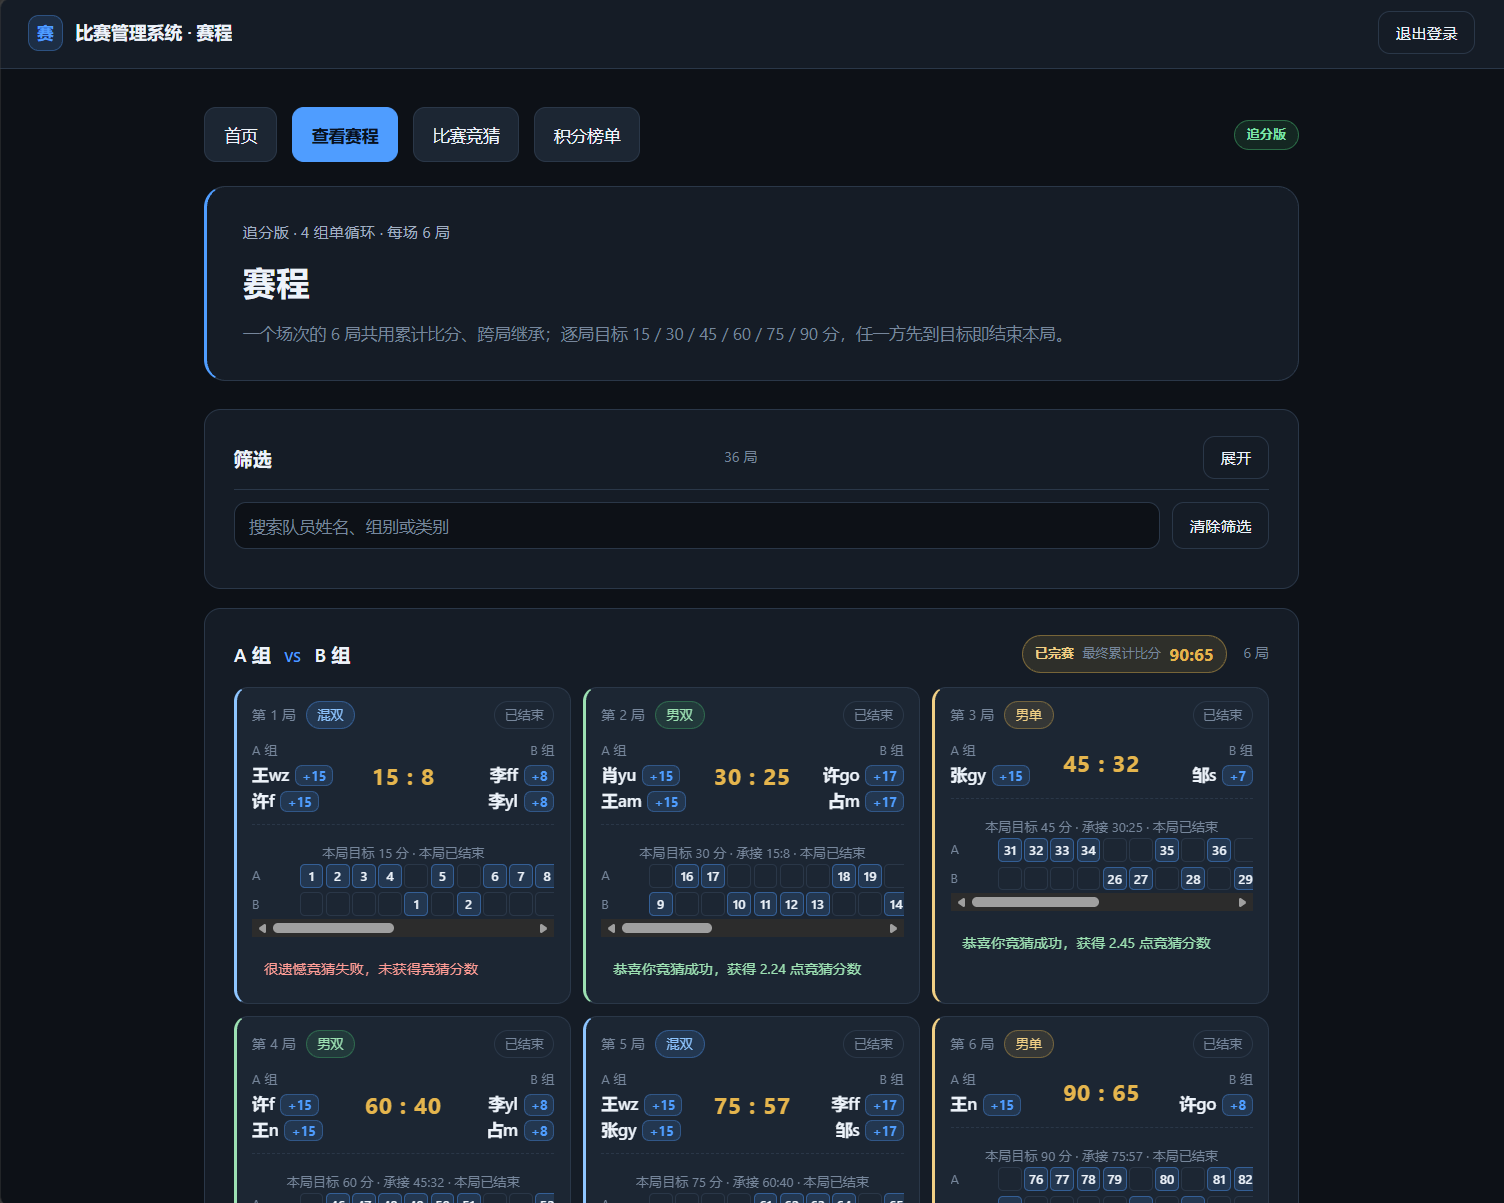 赛 比赛管理系统 · 赛程 退出登录
首页 查看赛程 比赛竞猜 积分榜单 追分版
追分版 · 4 组单循环 · 每场 6 局
赛程
一个场次的 6 局共用累计比分、跨局继承；逐局目标 15 / 30 / 45 / 60 / 75 / 90 分，任一方先到目标即结束本局。
筛选 36 局 展开
搜索队员姓名、组别或类别 清除筛选
A 组 VS B 组 已完赛 最终累计比分 90:65 6 局
第 1 局 混双 已结束
A 组 B 组
王wz +15 15 : 8 李ff +8
许f +15 李yl +8
本局目标 15 分 · 本局已结束
A 1 2 3 4 5 6 7 8
B 1 2
很遗憾竞猜失败，未获得竞猜分数
第 2 局 男双 已结束
A 组 B 组
肖yu +15 30 : 25 许go +17
王am +15 占m +17
本局目标 30 分 · 承接 15:8 · 本局已结束
A 16 17 18 19
B 9 10 11 12 13 14
恭喜你竞猜成功，获得 2.24 点竞猜分数
第 3 局 男单 已结束
A 组 B 组
张gy +15 45 : 32 邹s +7
本局目标 45 分 · 承接 30:25 · 本局已结束
A 31 32 33 34 35 36
B 26 27 28 29
恭喜你竞猜成功，获得 2.45 点竞猜分数
第 4 局 男双 已结束
A 组 B 组
许f +15 60 : 40 李yl +8
王n +15 占m +8
本局目标 60 分 · 承接 45:32 · 本局已结束
第 5 局 混双 已结束
A 组 B 组
王wz +15 75 : 57 李ff +17
张gy +15 邹s +17
本局目标 75 分 · 承接 60:40 · 本局已结束
第 6 局 男单 已结束
A 组 B 组
王n +15 90 : 65 许go +8
本局目标 90 分 · 承接 75:57 · 本局已结束
A 76 77 78 79 80 81 82